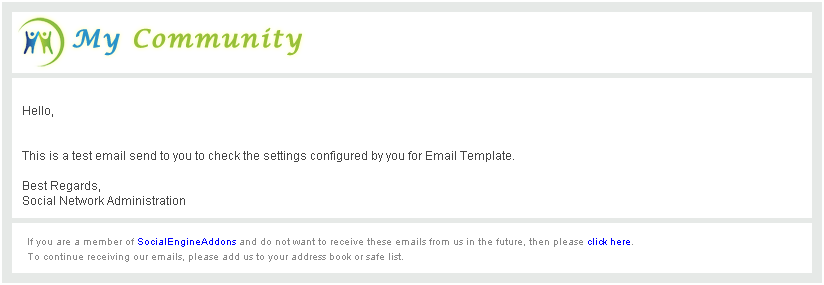 My Community
Hello,
This is a test email send to you to check the settings configured by you for Email Template.
Best Regards,
Social Network Administration
If you are a member of SocialEngineAddons and do not want to receive these emails from us in the future, then please click here.
To continue receiving our emails, please add us to your address book or safe list.